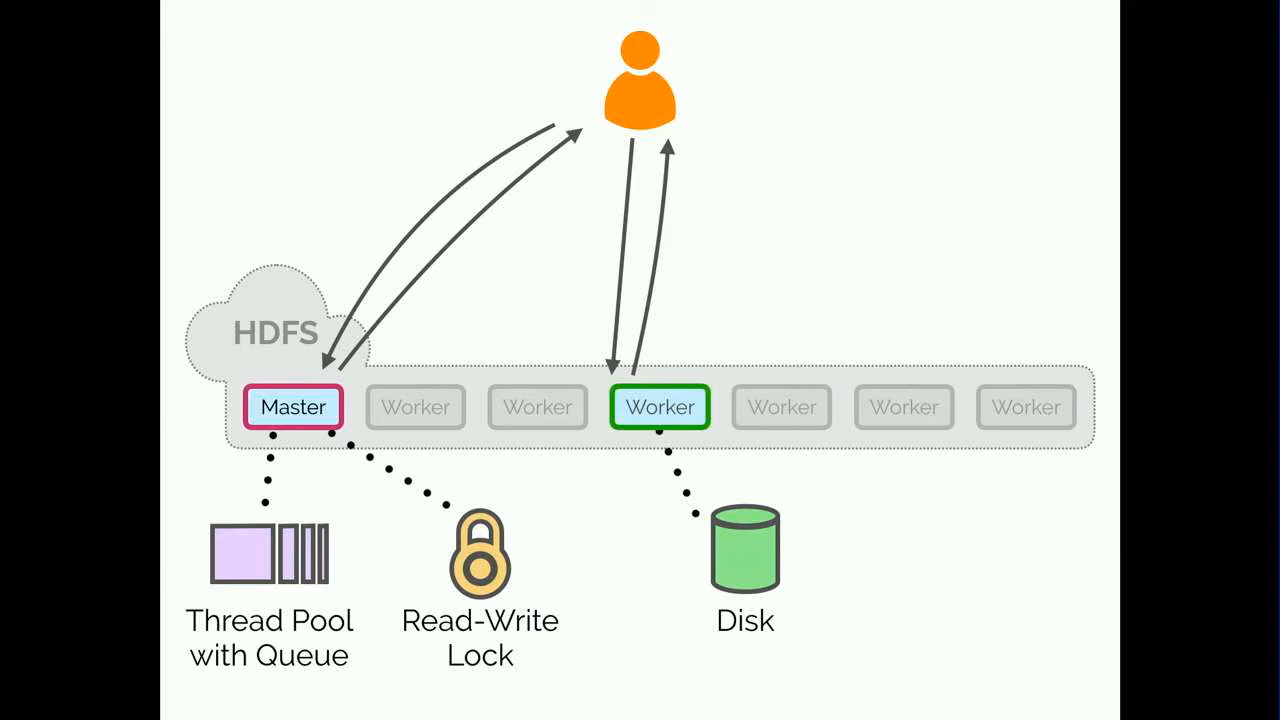 HDFS
Master Worker Worker Worker Worker Worker Worker
Thread Pool
with Queue
Read-Write
Lock
Disk